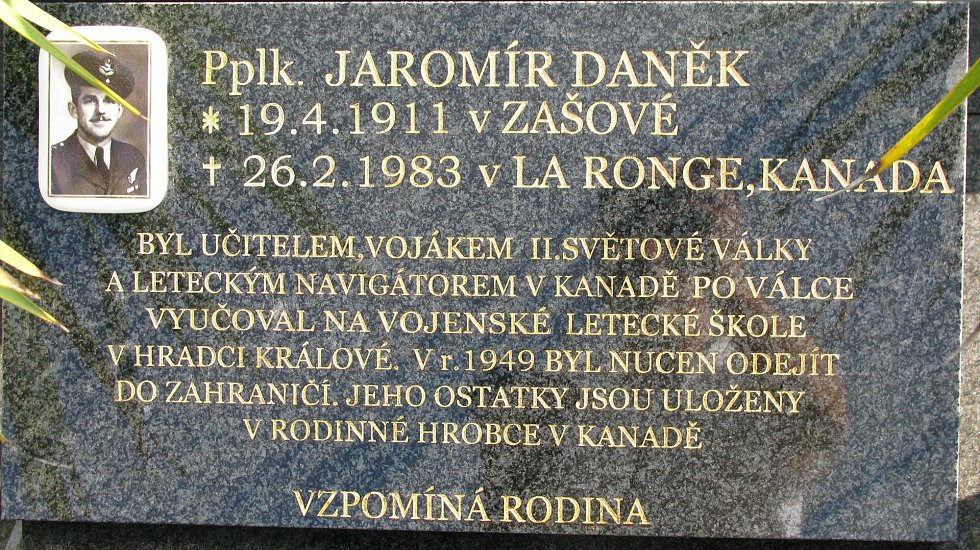 Pplk. JAROMÍR DANĚK
* 19.4.1911 v ZAŠOVÉ
† 26.2.1983 v LA RONGE,KANADA
BYL UČITELEM,VOJÁKEM II.SVĚTOVÉ VÁLKY
A LETECKÝM NAVIGÁTOREM V KANADĚ PO VÁLCE
VYUČOVAL NA VOJENSKÉ LETECKÉ ŠKOLE
V HRADCI KRÁLOVÉ. V r.1949 BYL NUCEN ODEJÍT
DO ZAHRANIČÍ. JEHO OSTATKY JSOU ULOŽENY
V RODINNÉ HROBCE V KANADĚ
VZPOMÍNÁ RODINA